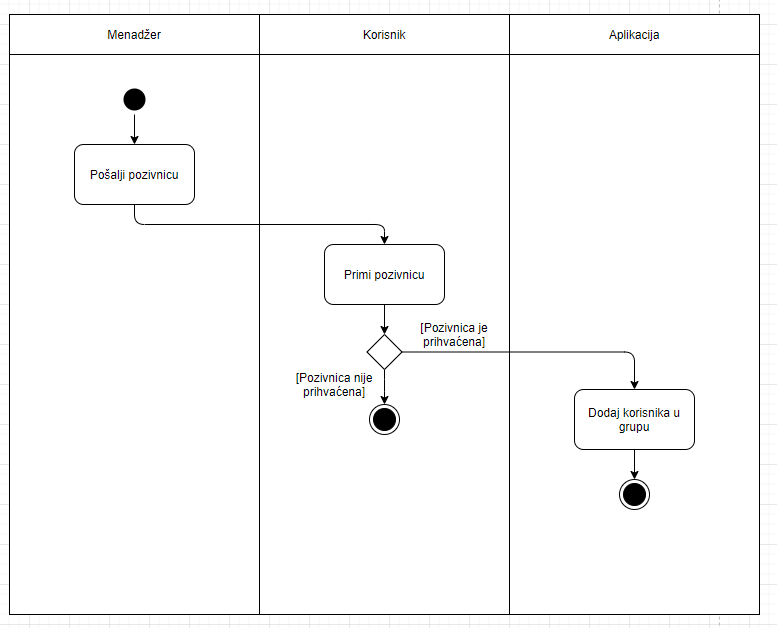 Menadžer
Korisnik
Aplikacija
Pošalji pozivnicu
Primi pozivnicu
[Pozivnica je
prihvaćena]
[Pozivnica nije
prihvaćena]
Dodaj korisnika u
grupu